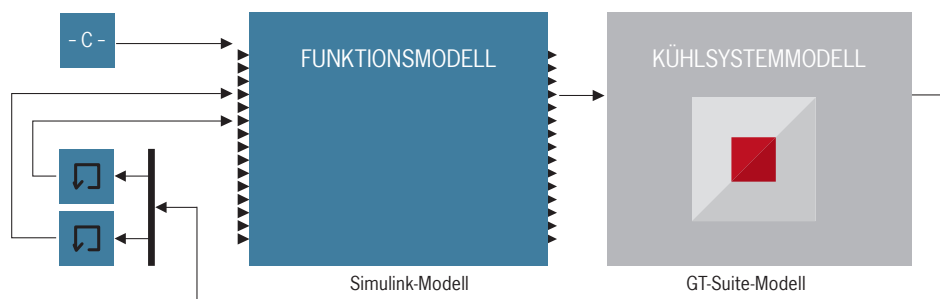 – C –
FUNKTIONSMODELL
KÜHLSYSTEMMODELL
Simulink-Modell
GT-Suite-Modell